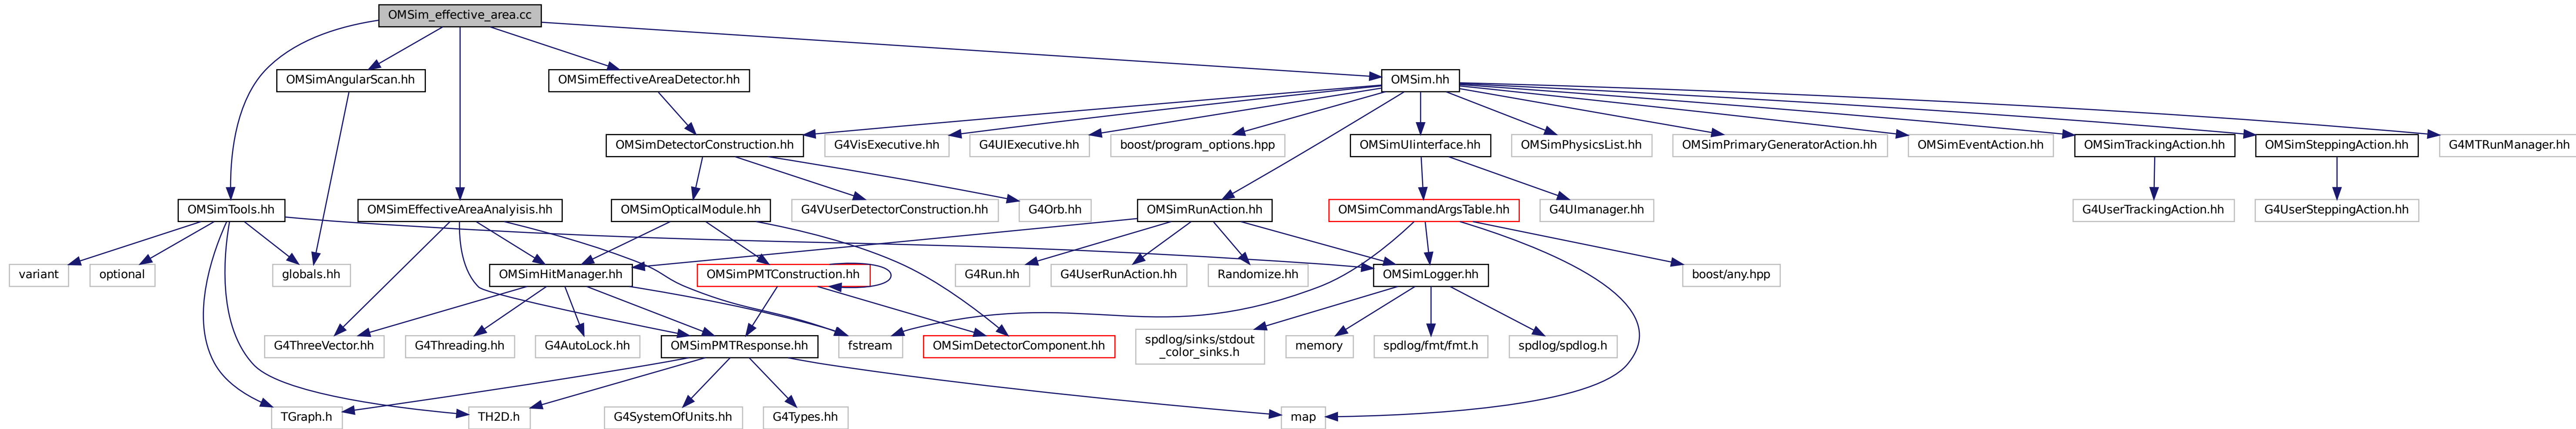 OMSim_effective_area.cc
OMSimAngularScan.hh
OMSimEffectiveAreaDetector.hh
OMSim.hh
OMSimDetectorConstruction.hh
G4VisExecutive.hh
G4UIExecutive.hh
boost/program_options.hpp
OMSimUIinterface.hh
OMSimPhysicsList.hh
OMSimPrimaryGeneratorAction.hh
OMSimEventAction.hh
OMSimTrackingAction.hh
OMSimSteppingAction.hh
G4MTRunManager.hh
OMSimTools.hh
OMSimEffectiveAreaAnalyisis.hh
OMSimOpticalModule.hh
G4VUserDetectorConstruction.hh
G4Orb.hh
OMSimRunAction.hh
OMSimCommandArgsTable.hh
G4UImanager.hh
G4UserTrackingAction.hh
G4UserSteppingAction.hh
variant
optional
globals.hh
OMSimHitManager.hh
OMSimPMTConstruction.hh
G4Run.hh
G4UserRunAction.hh
Randomize.hh
OMSimLogger.hh
boost/any.hpp
G4ThreeVector.hh
G4Threading.hh
G4AutoLock.hh
OMSimPMTResponse.hh
fstream
OMSimDetectorComponent.hh
spdlog/sinks/stdout
_color_sinks.h
memory
spdlog/fmt/fmt.h
spdlog/spdlog.h
TGraph.h
TH2D.h
G4SystemOfUnits.hh
G4Types.hh
map